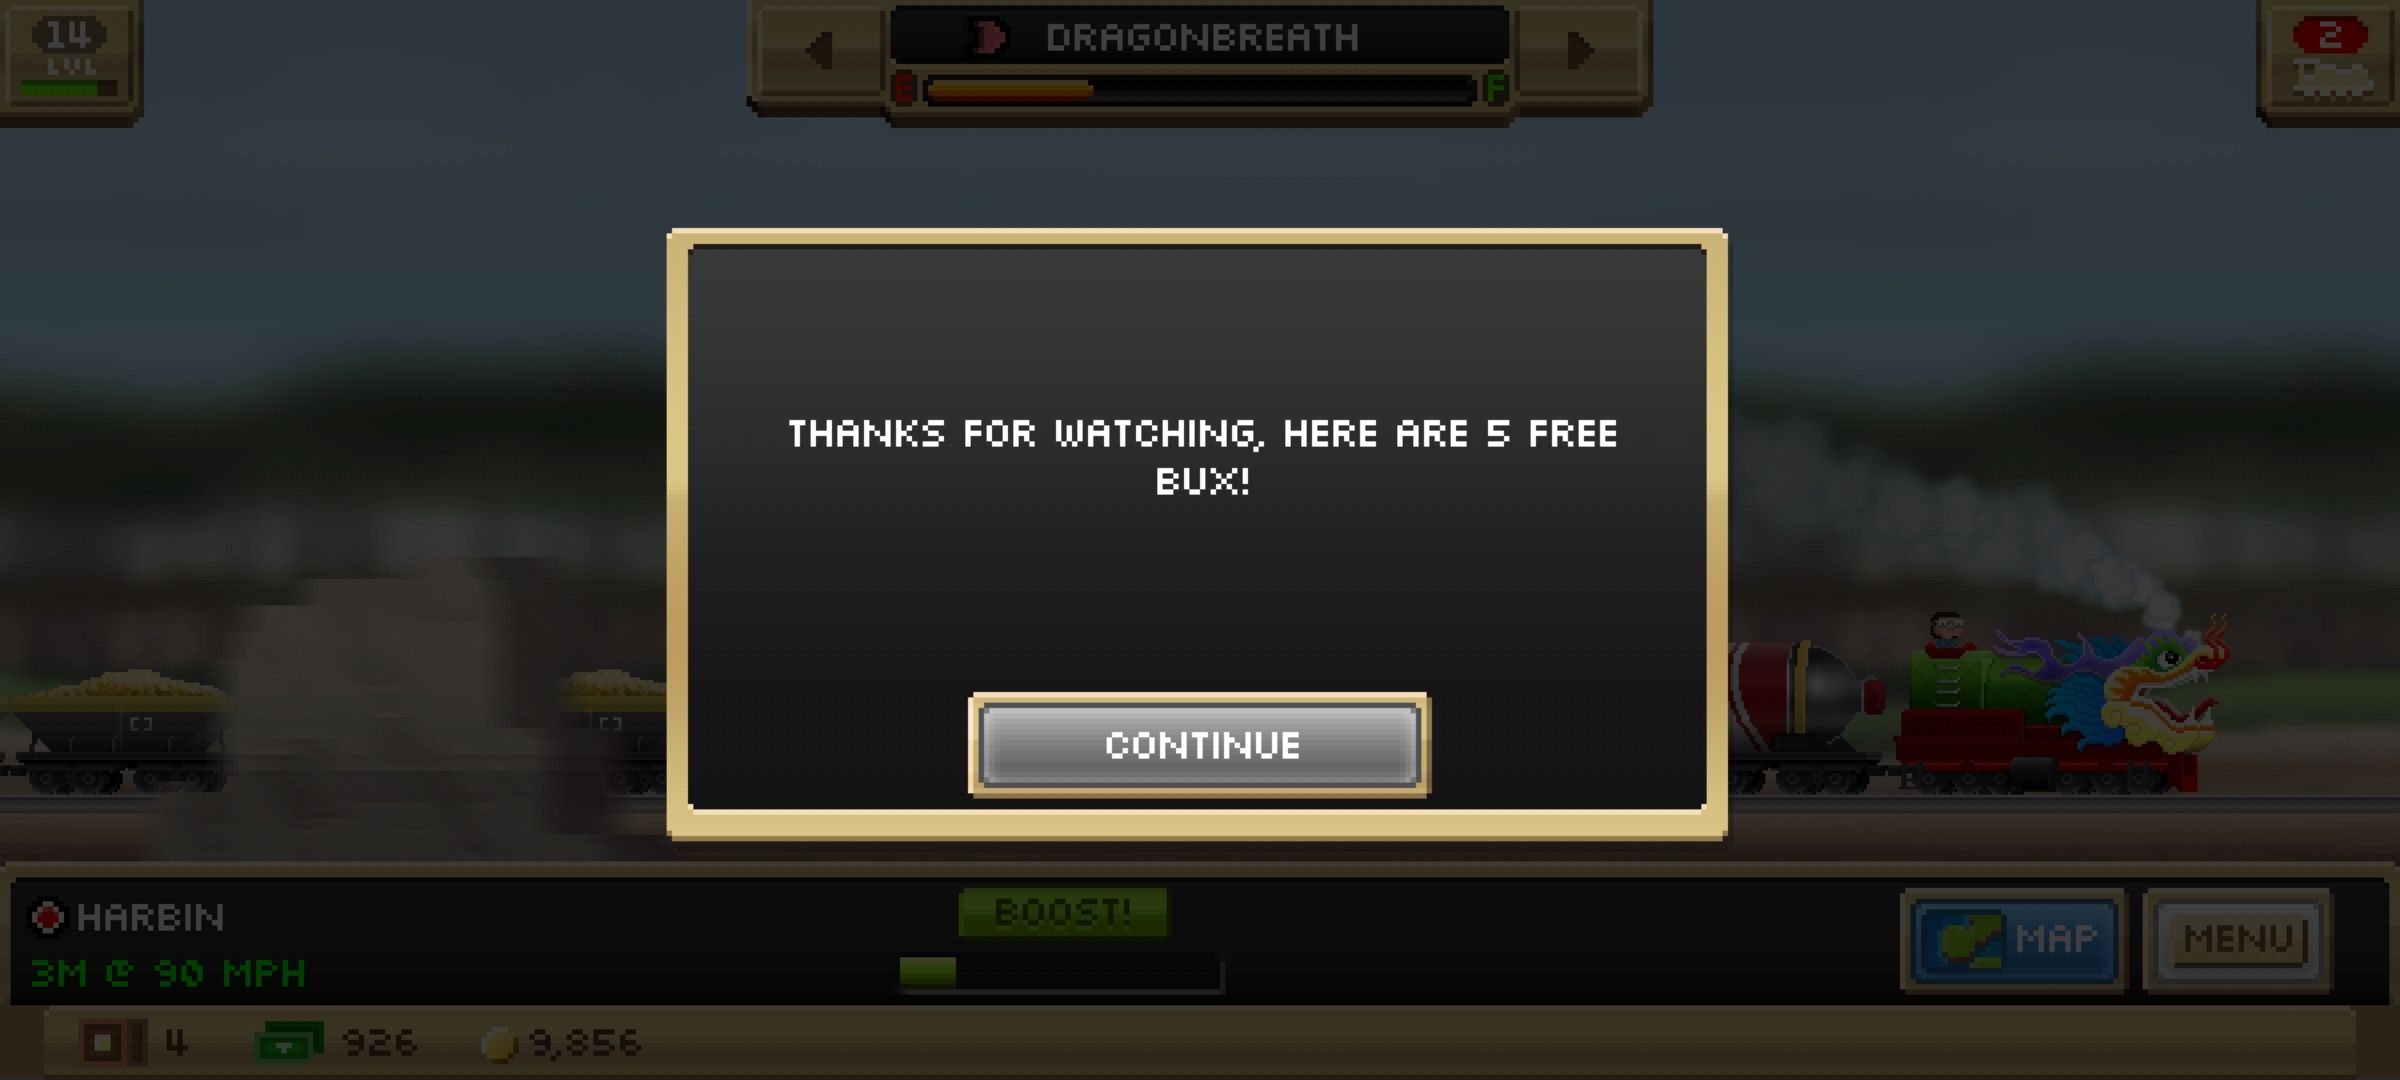 14
LVL
DRAGONBREATH
E
F
2
THANKS FOR WATCHING, HERE ARE 5 FREE
BUX!
CONTINUE
HARBIN
3M @ 90 MPH
BOOST!
MAP
MENU
4
926
9,856